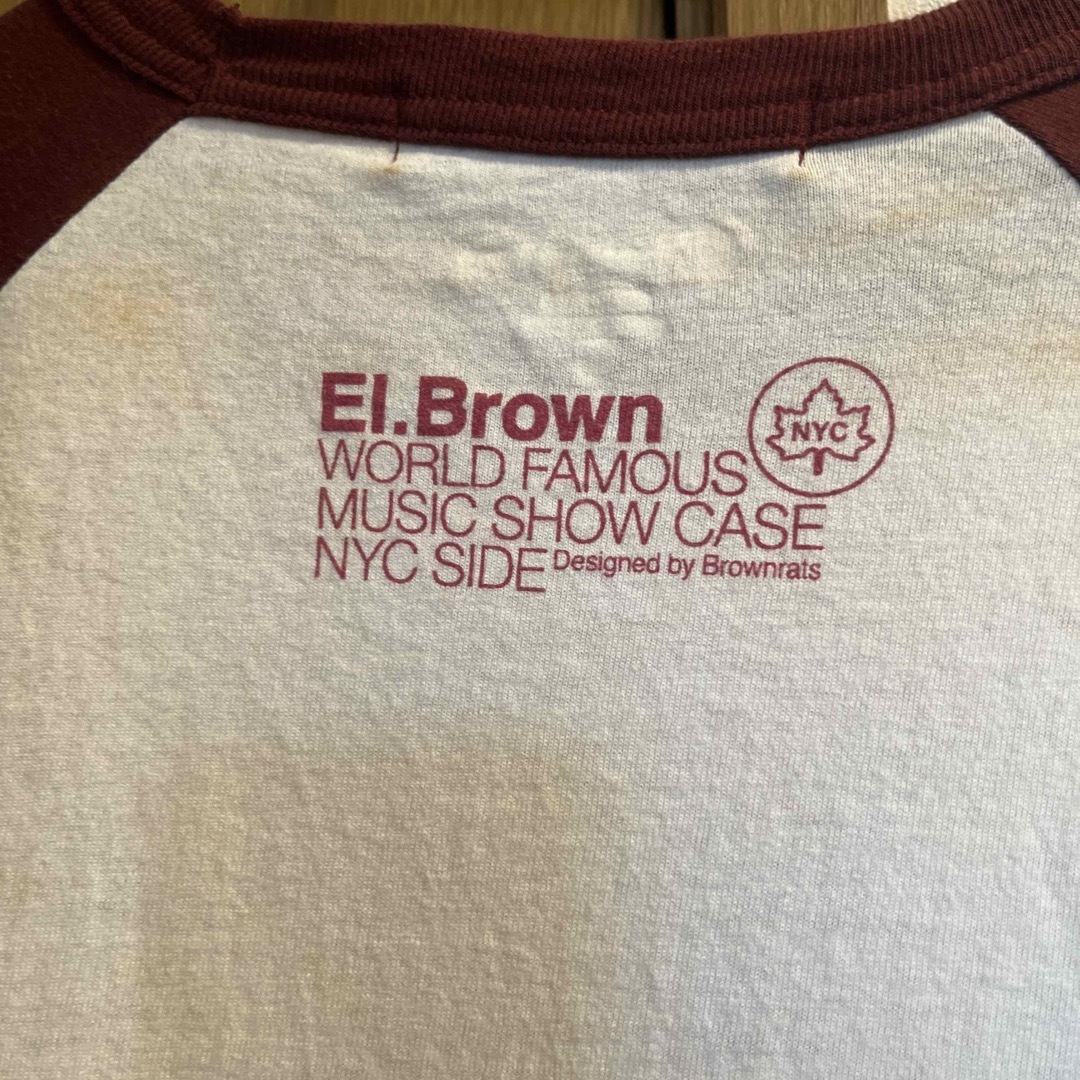 El.Brown
WORLD FAMOUS
MUSIC SHOW CASE
NYC SIDE Designed by Brownrats
NYC